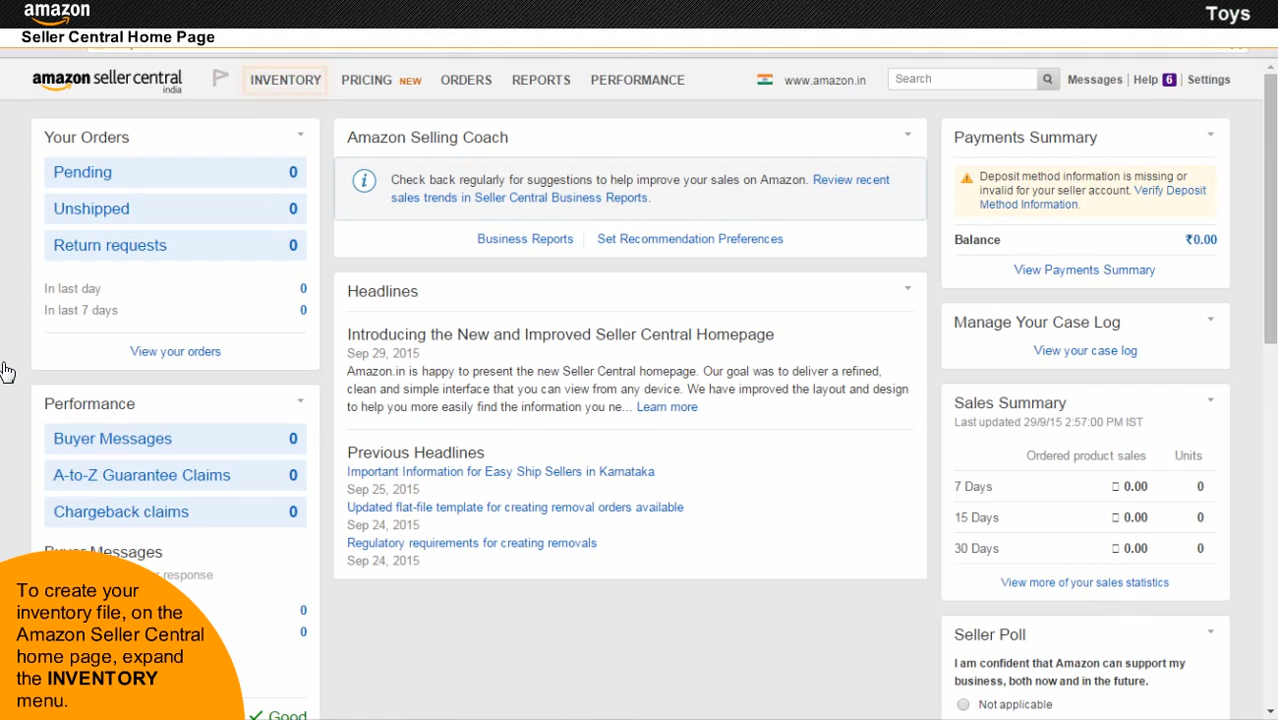 amazon
Toys
Seller Central Home Page
amazon seller central
india
INVENTORY
PRICING NEW
ORDERS
REPORTS
PERFORMANCE
www.amazon.in
Search
Messages | Help 6 | Settings
Your Orders
Pending 0
Unshipped 0
Return requests 0
In last day 0
In last 7 days 0
View your orders
Performance
Buyer Messages 0
A-to-Z Guarantee Claims 0
Chargeback claims 0
Buyer Messages
response
0
0
Good
To create your
inventory file, on the
Amazon Seller Central
home page, expand
the INVENTORY
menu.
Amazon Selling Coach
Check back regularly for suggestions to help improve your sales on Amazon. Review recent
sales trends in Seller Central Business Reports.
Business Reports
Set Recommendation Preferences
Headlines
Introducing the New and Improved Seller Central Homepage
Sep 29, 2015
Amazon.in is happy to present the new Seller Central homepage. Our goal was to deliver a refined,
clean and simple interface that you can view from any device. We have improved the layout and design
to help you more easily find the information you ne... Learn more
Previous Headlines
Important Information for Easy Ship Sellers in Karnataka
Sep 25, 2015
Updated flat-file template for creating removal orders available
Sep 24, 2015
Regulatory requirements for creating removals
Sep 24, 2015
Payments Summary
Deposit method information is missing or
invalid for your seller account. Verify Deposit
Method Information.
Balance ₹0.00
View Payments Summary
Manage Your Case Log
View your case log
Sales Summary
Last updated 29/9/15 2:57:00 PM IST
Ordered product sales Units
7 Days 0.00 0
15 Days 0.00 0
30 Days 0.00 0
View more of your sales statistics
Seller Poll
I am confident that Amazon can support my
business, both now and in the future.
Not applicable